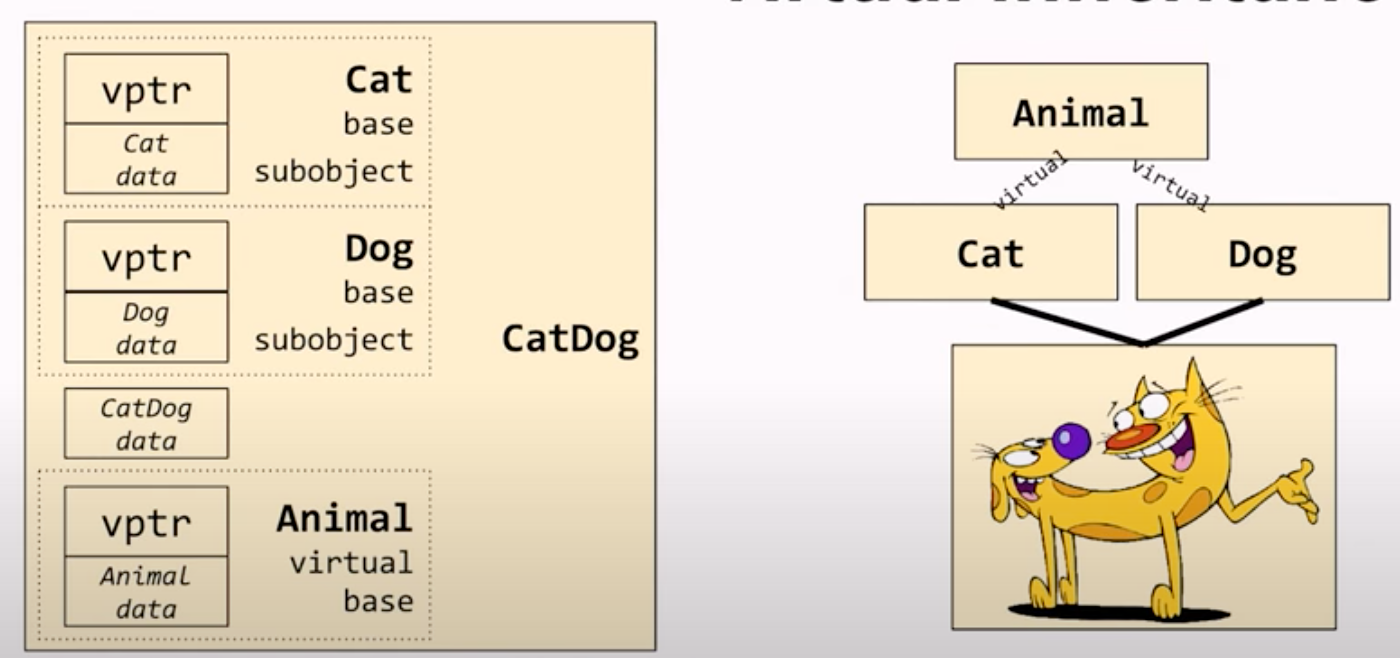 vptr
Cat
data
Cat
base
subobject
vptr
Dog
data
Dog
base
subobject
CatDog
data
CatDog
vptr
Animal
data
Animal
virtual
base
Animal
virtual
virtual
Cat
Dog